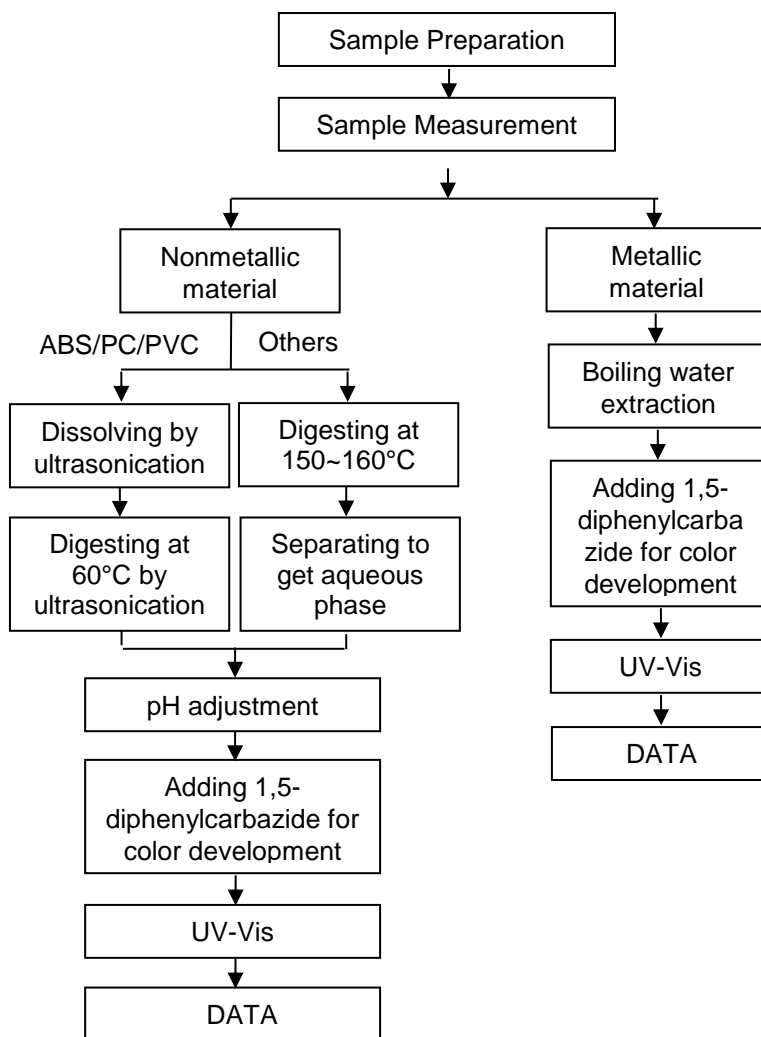 Sample Preparation
Sample Measurement
Nonmetallic
material
Metallic
material
ABS/PC/PVC
Others
Boiling water
extraction
Dissolving by
ultrasonication
Digesting at
150~160°C
Adding 1,5-
diphenylcarba
zide for color
development
Digesting at
60°C by
ultrasonication
Separating to
get aqueous
phase
UV-Vis
pH adjustment
DATA
Adding 1,5-
diphenylcarbazide for
color development
UV-Vis
DATA